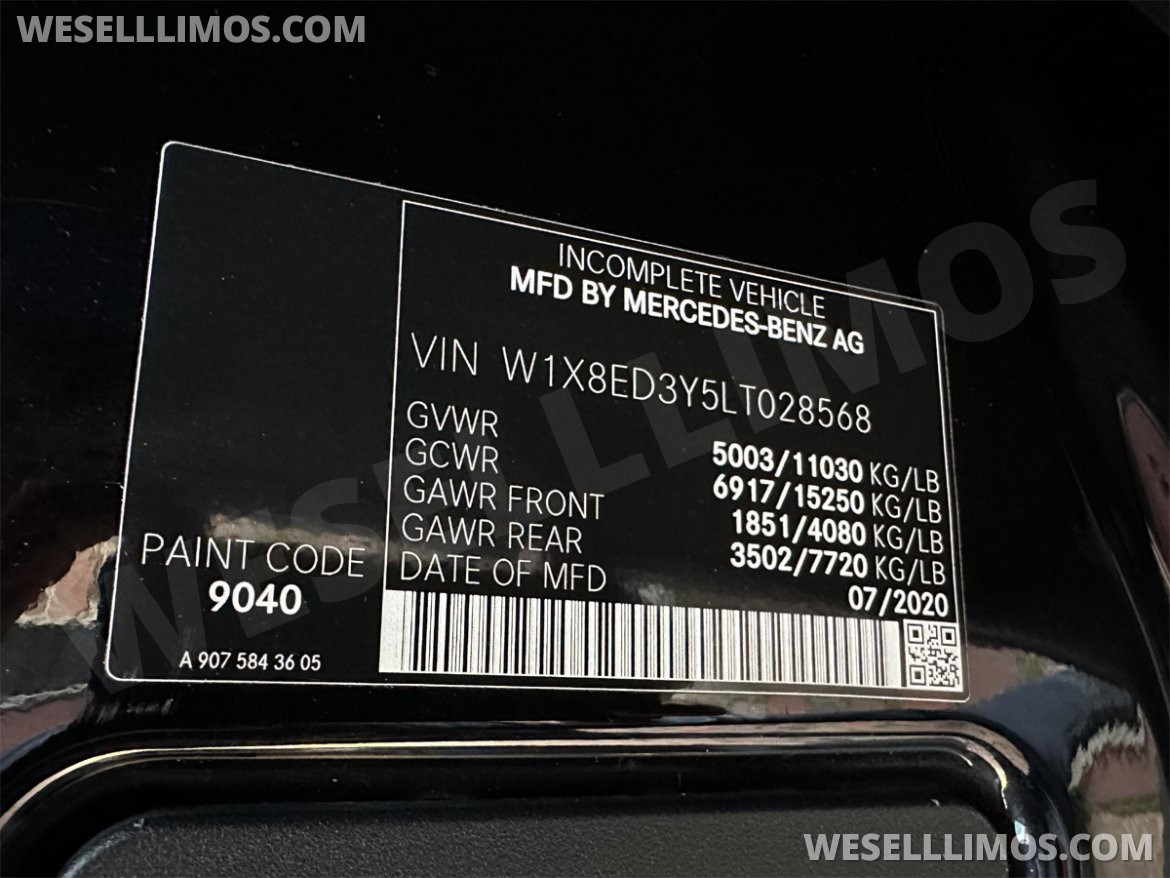 WESELLLIMOS.COM
INCOMPLETE VEHICLE
MFD BY MERCEDES-BENZ AG
VIN W1X8ED3Y5LT028568
GVWR 5003/11030 KG/LB
GCWR 6917/15250 KG/LB
GAWR FRONT 1851/4080 KG/LB
GAWR REAR 3502/7720 KG/LB
DATE OF MFD 07/2020
PAINT CODE
9040
A 907 584 36 05
WESELLLIMOS
WESELLLIMOS.COM